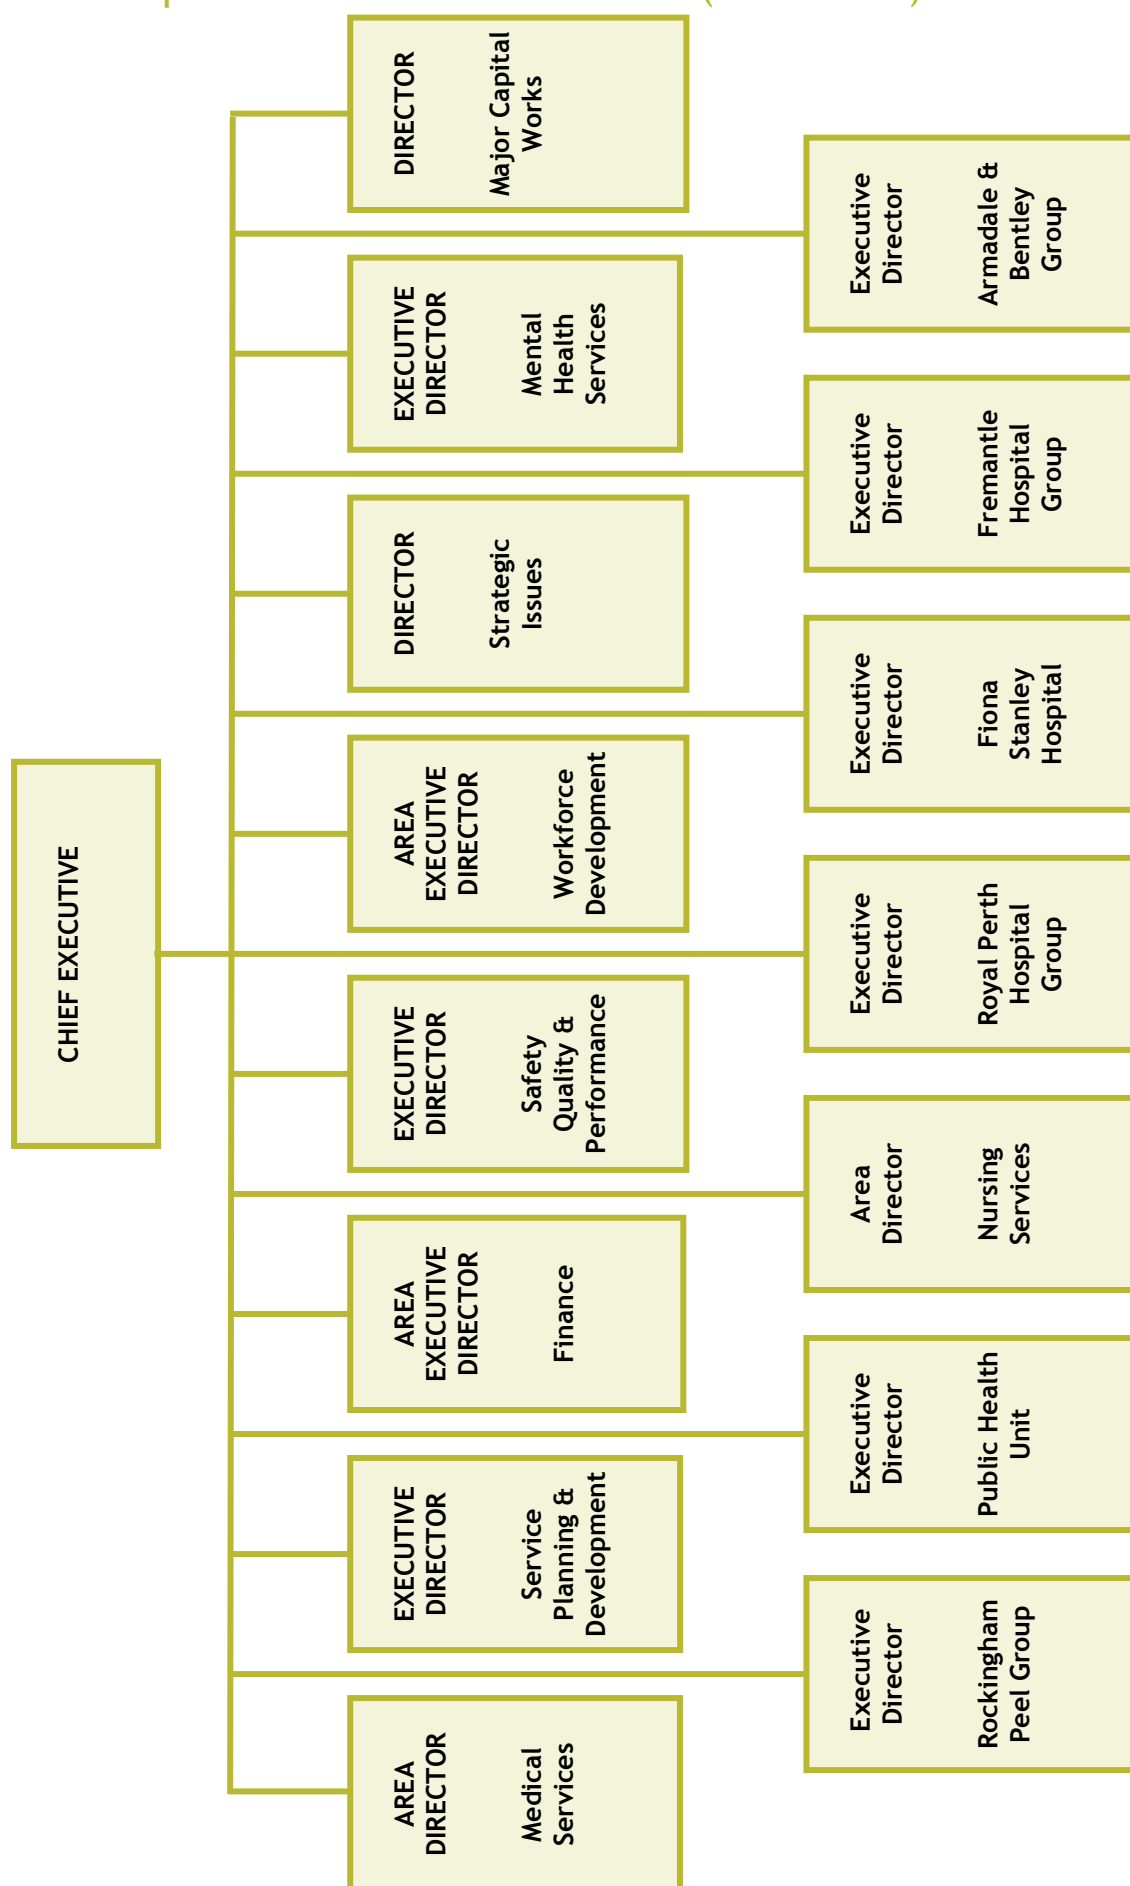 CHIEF EXECUTIVE
AREA
DIRECTOR
Medical
Services
EXECUTIVE
DIRECTOR
Service
Planning &
Development
AREA
EXECUTIVE
DIRECTOR
Finance
EXECUTIVE
DIRECTOR
Safety
Quality &
Performance
AREA
EXECUTIVE
DIRECTOR
Workforce
Development
DIRECTOR
Strategic
Issues
EXECUTIVE
DIRECTOR
Mental
Health
Services
DIRECTOR
Major Capital
Works
Executive
Director
Rockingham
Peel Group
Executive
Director
Public Health
Unit
Area
Director
Nursing
Services
Executive
Director
Royal Perth
Hospital
Group
Executive
Director
Fiona
Stanley
Hospital
Executive
Director
Fremantle
Hospital
Group
Executive
Director
Armadale &
Bentley
Group